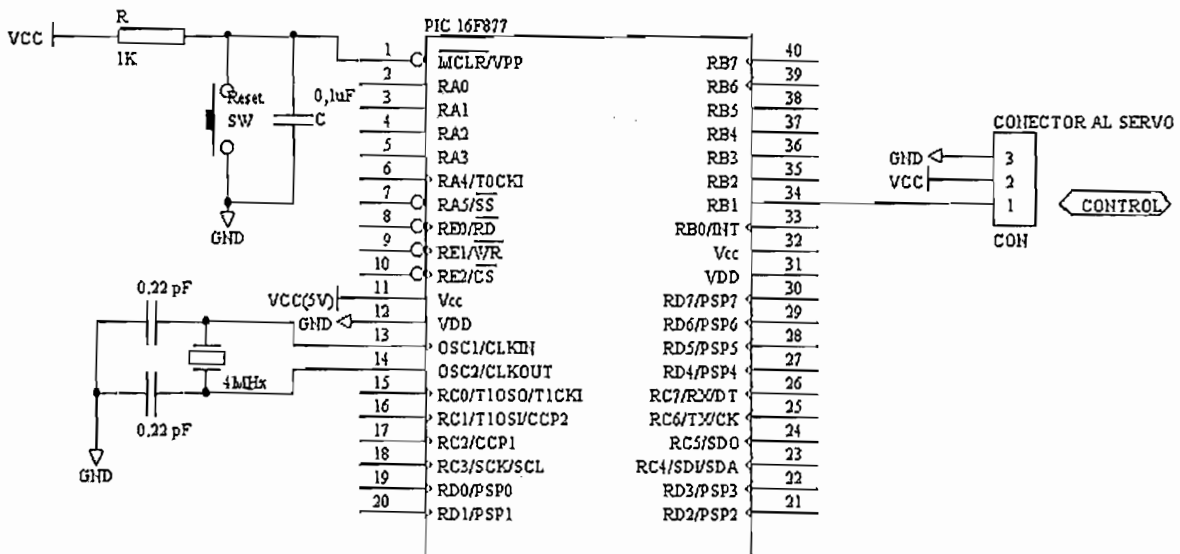 PIC 16F877
R
VCC
1K
Reset
SW
0,1uF
C
GND
0,22 pF
4MHx
0,22 pF
GND
VCC(5V)
GND
1 MCLR/VPP
2 RA0
3 RA1
4 RA2
5 RA3
6 RA4/T0CKI
7 RA5/SS
8 RE0/RD
9 RE1/WR
10 RE2/CS
11 Vcc
12 VDD
13 OSC1/CLKIN
14 OSC2/CLKOUT
15 RC0/T1OSO/T1CKI
16 RC1/T1OSI/CCP2
17 RC2/CCP1
18 RC3/SCK/SCL
19 RD0/PSP0
20 RD1/PSP1
RB7 40
RB6 39
RB5 38
RB4 37
RB3 36
RB2 35
RB1 34
RB0/INT 33
Vcc 32
VDD 31
RD7/PSP7 30
RD6/PSP6 29
RD5/PSP5 28
RD4/PSP4 27
RC7/RX/DT 26
RC6/TX/CK 25
RC5/SDO 24
RC4/SDI/SDA 23
RD3/PSP3 22
RD2/PSP2 21
CONECTOR AL SERVO
GND 3
VCC 2
1
CONTROL
CON